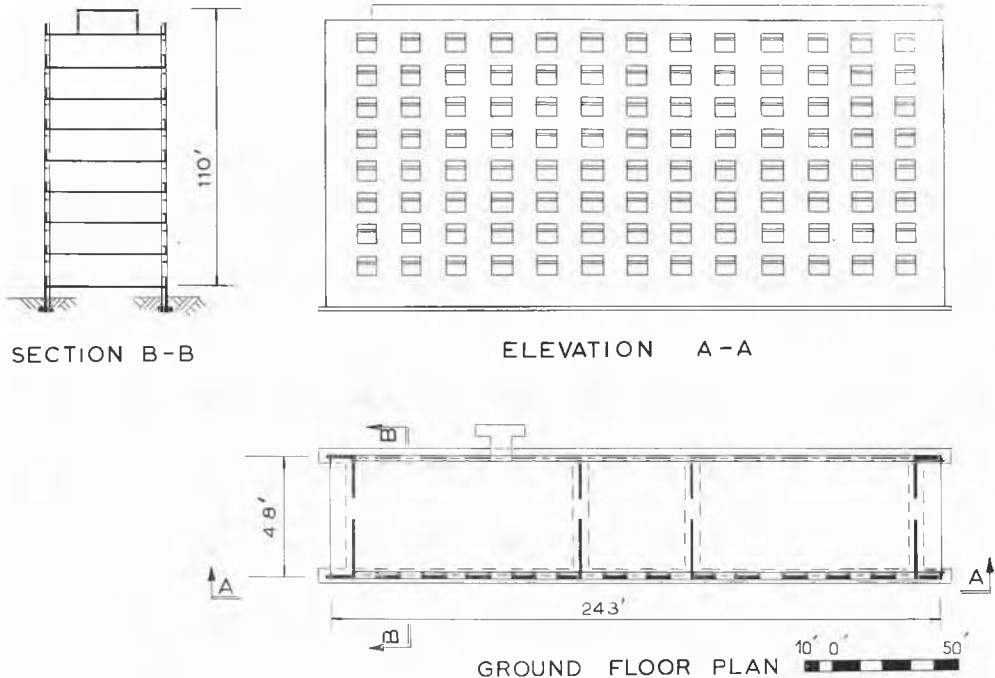 110'
SECTION B-B
ELEVATION A-A
B
48'
A
A
243'
B
GROUND FLOOR PLAN
10' 0' 50'